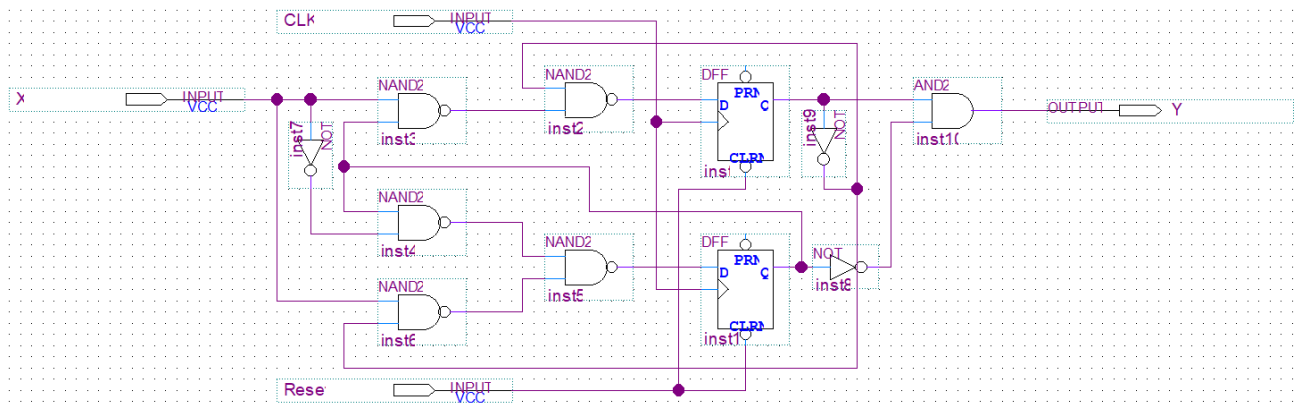 CLK
INPUT
VCC
X
INPUT
VCC
NAND2
inst3
NAND2
inst2
DFF
PRN
D Q
CLRN
inst
inst9
NOT
AND2
inst10
OUTPUT
Y
inst7
NOT
NAND2
inst4
NAND2
inst5
DFF
PRN
D Q
CLRN
inst1
NOT
inst8
NAND2
inst6
Rese
INPUT
VCC